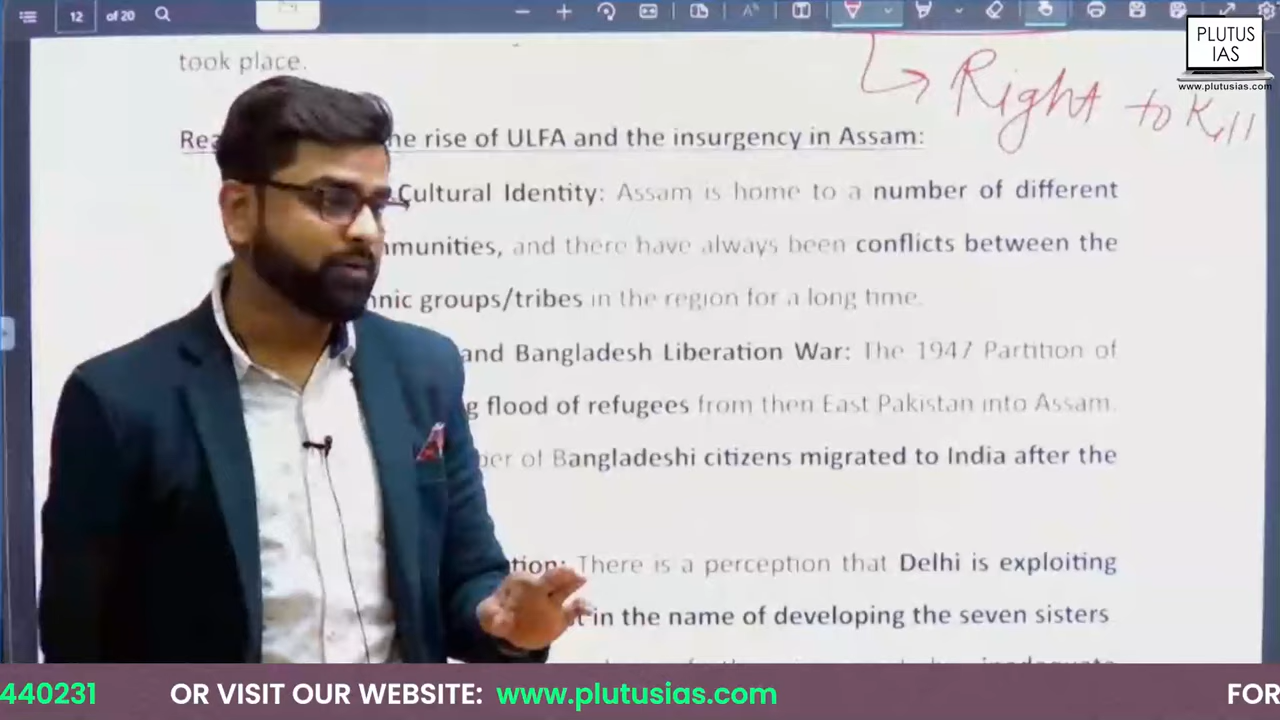 12 of 20
PLUTUS
IAS
www.plutusias.com
took place.
Right to Kill
he rise of ULFA and the insurgency in Assam:
Cultural Identity: Assam is home to a number of different
mmunities, and there have always been conflicts between the
hnic groups/tribes in the region for a long time.
and Bangladesh Liberation War: The 1947 Partition of
g flood of refugees from then East Pakistan into Assam.
ber of Bangladeshi citizens migrated to India after the
tion: There is a perception that Delhi is exploiting
t in the name of developing the seven sisters
440231 OR VISIT OUR WEBSITE: www.plutusias.com FOR